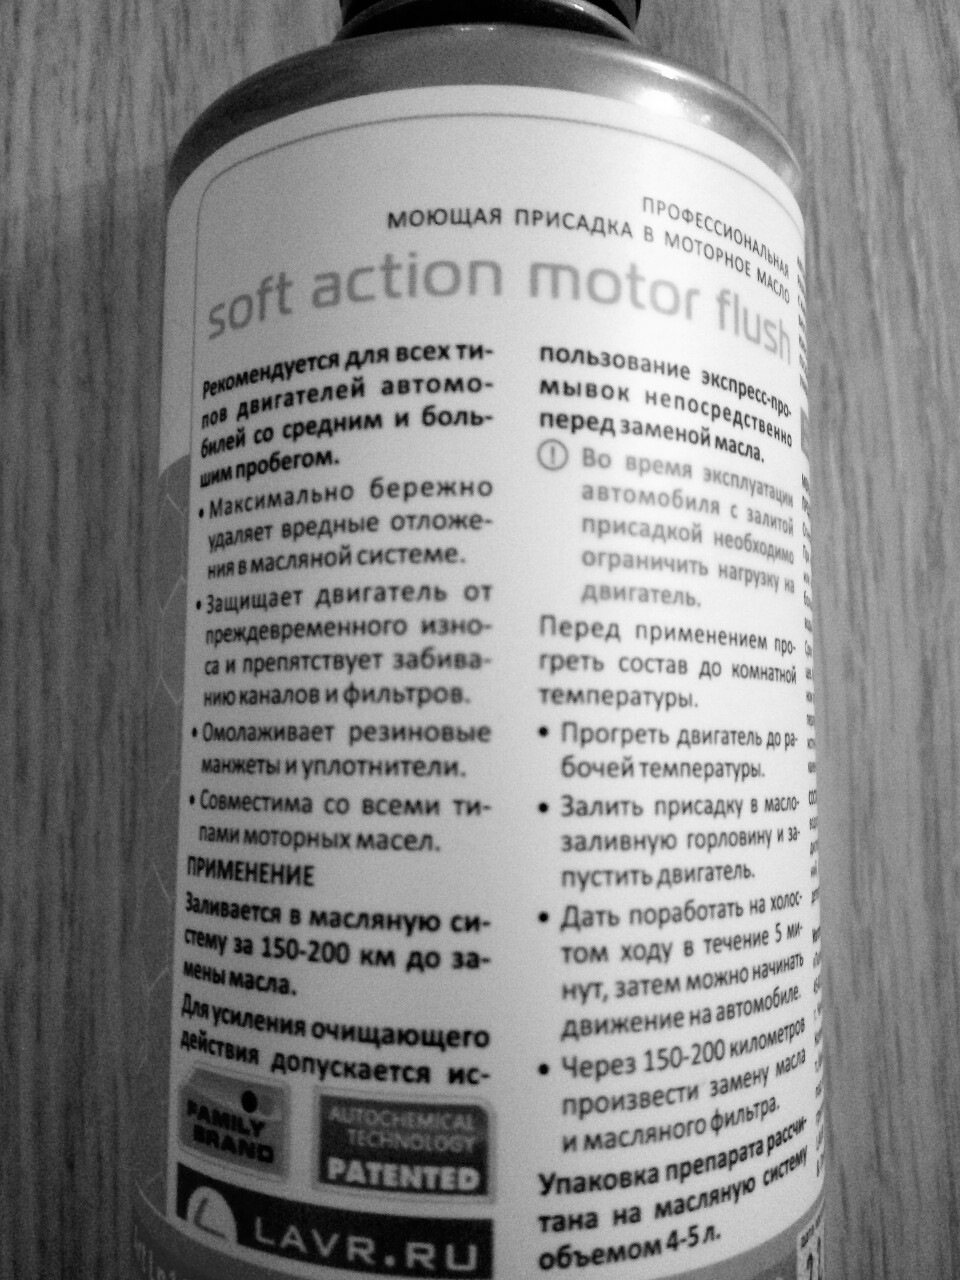 ПРОФЕССИОНАЛЬНАЯ
МОЮЩАЯ ПРИСАДКА В МОТОРНОЕ МАСЛО
soft action motor flush
Рекомендуется для всех ти-
пов двигателей автомо-
билей со средним и боль-
шим пробегом.
• Максимально бережно
удаляет вредные отложе-
ния в масляной системе.
• Защищает двигатель от
преждевременного изно-
са и препятствует забива-
нию каналов и фильтров.
• Омолаживает резиновые
манжеты и уплотнители.
• Совместима со всеми ти-
пами моторных масел.
ПРИМЕНЕНИЕ
Заливается в масляную си-
стему за 150-200 км до за-
мены масла.
Для усиления очищающего
действия допускается ис-
пользование экспресс-про-
мывок непосредственно
перед заменой масла.
! Во время эксплуатации
автомобиля с залитой
присадкой необходимо
ограничить нагрузку на
двигатель.
Перед применением про-
греть состав до комнатной
температуры.
• Прогреть двигатель до ра-
бочей температуры.
• Залить присадку в масло-
заливную горловину и за-
пустить двигатель.
• Дать поработать на холос-
том ходу в течение 5 ми-
нут, затем можно начинать
движение на автомобиле.
• Через 150-200 километров
произвести замену масла
и масляного фильтра.
Упаковка препарата рассчи-
тана на масляную систему
объемом 4-5 л.
FAMILY
BRAND
AUTOCHEMICAL
TECHNOLOGY
PATENTED
LAVR.RU